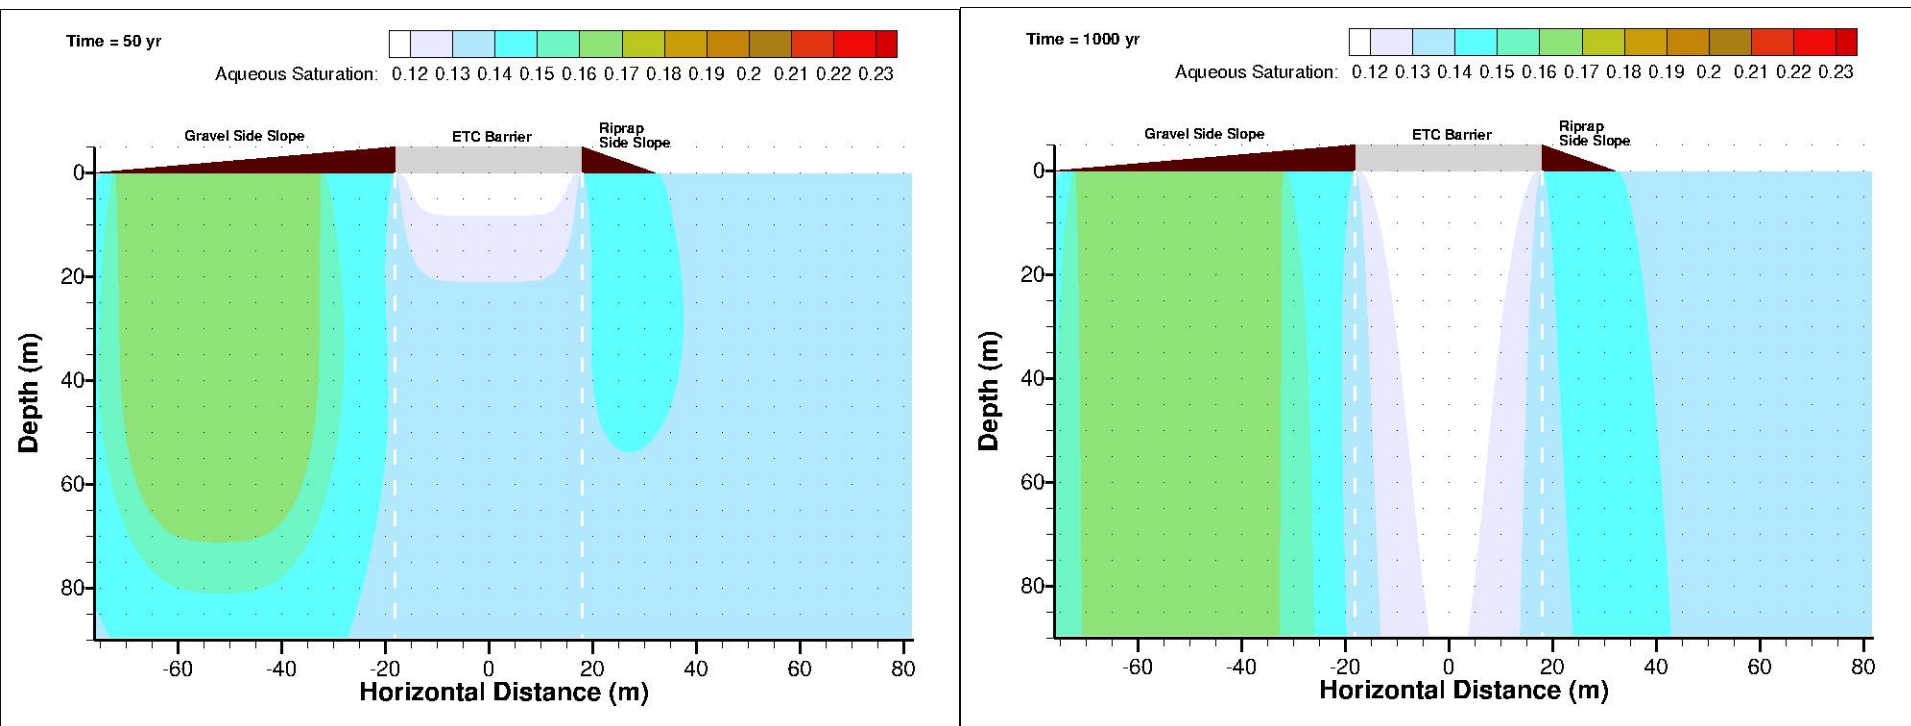 Time = 50 yr
Aqueous Saturation: 0.12 0.13 0.14 0.15 0.16 0.17 0.18 0.19 0.2 0.21 0.22 0.23
Gravel Side Slope
ETC Barrier
Riprap
Side Slope
0
20
40
60
80
Depth (m)
-60 -40 -20 0 20 40 60 80
Horizontal Distance (m)
Time = 1000 yr
Aqueous Saturation: 0.12 0.13 0.14 0.15 0.16 0.17 0.18 0.19 0.2 0.21 0.22 0.23
Gravel Side Slope
ETC Barrier
Riprap
Side Slope
0
20
40
60
80
Depth (m)
-60 -40 -20 0 20 40 60 80
Horizontal Distance (m)